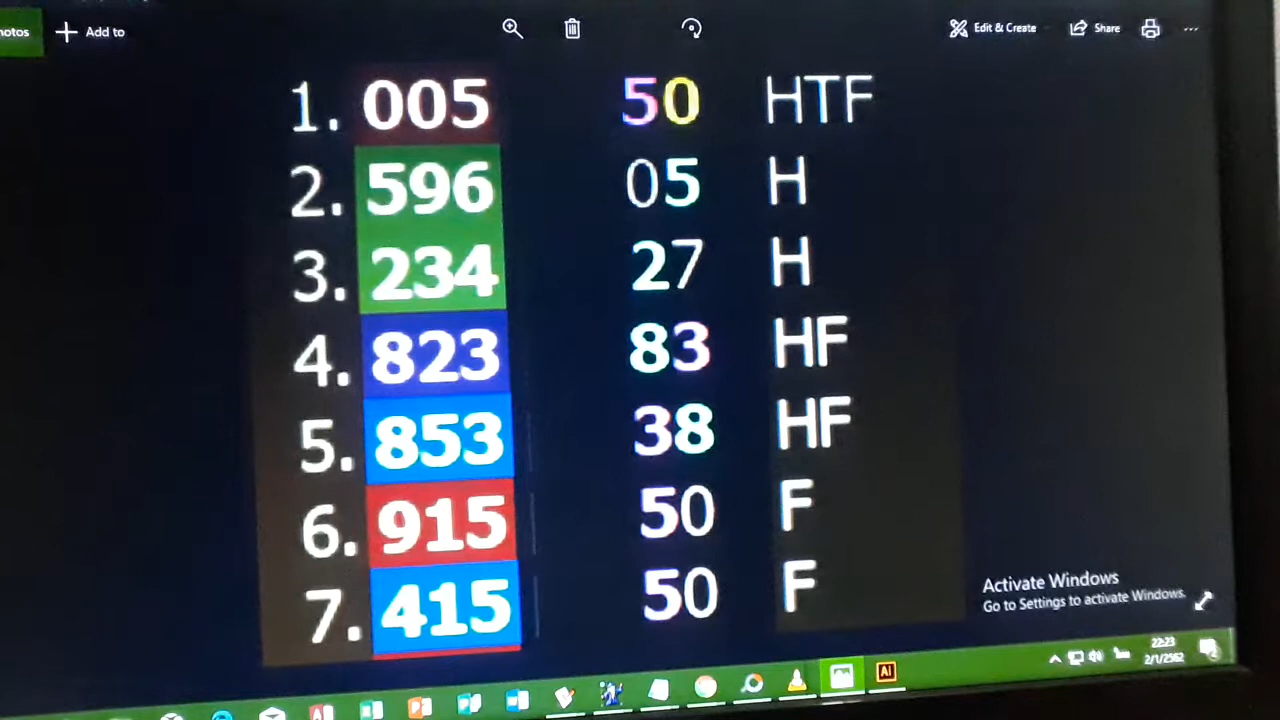 hotos + Add to Edit & Create Share ...
1. 005 50 HTF
2. 596 05 H
3. 234 27 H
4. 823 83 HF
5. 853 38 HF
6. 915 50 F
7. 415 50 F
Activate Windows
Go to Settings to activate Windows.
22:23
2/1/2562
Ai